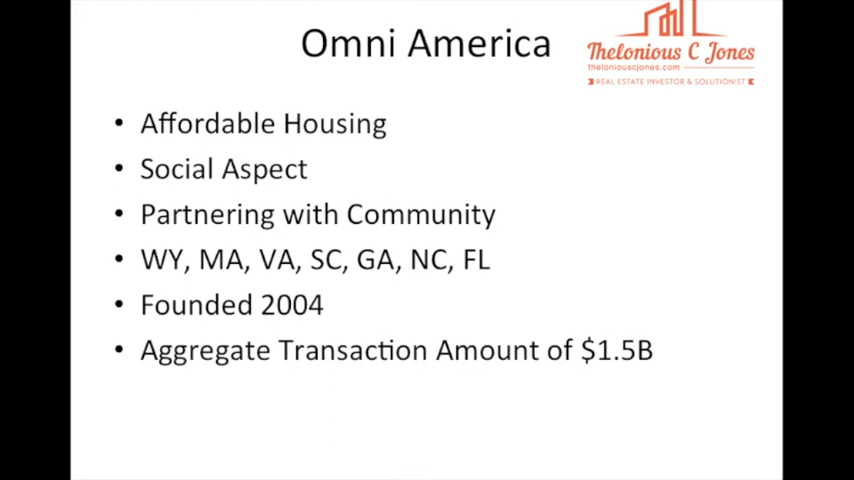 Omni America
Thelonious C Jones
theloniouscjones.com
REAL ESTATE INVESTOR & SOLUTIONIST
• Affordable Housing
• Social Aspect
• Partnering with Community
• WY, MA, VA, SC, GA, NC, FL
• Founded 2004
• Aggregate Transaction Amount of $1.5B